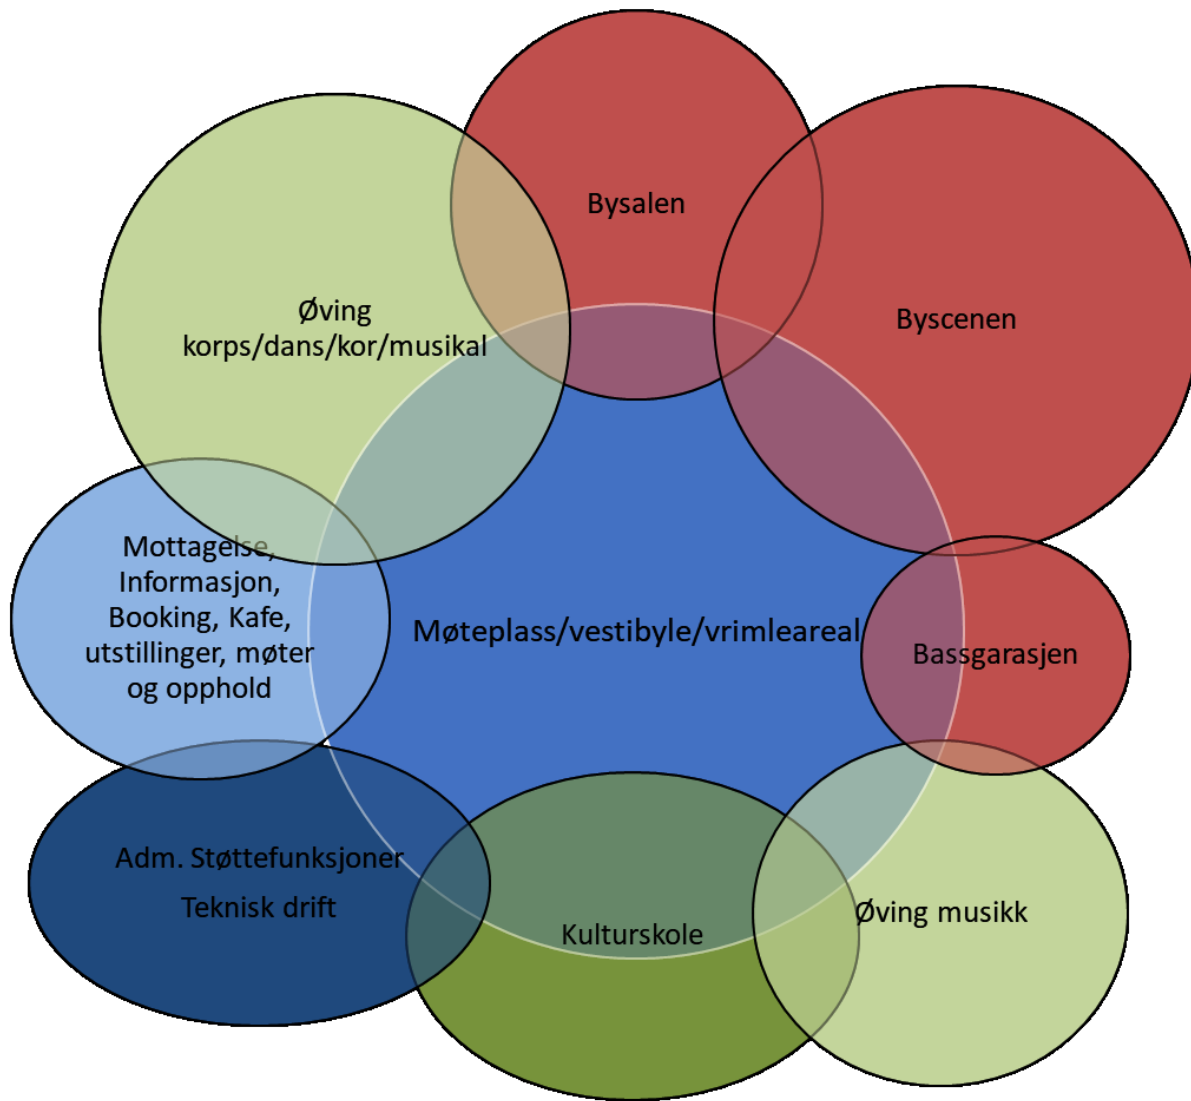 Bysalen
Byscenen
Øving
korps/dans/kor/musikal
Mottagelse,
Informasjon,
Booking, Kafe,
utstillinger, møter
og opphold
Møteplass/vestibyle/vrimleareal
Bassgarasjen
Adm. Støttefunksjoner
Teknisk drift
Kulturskole
Øving musikk